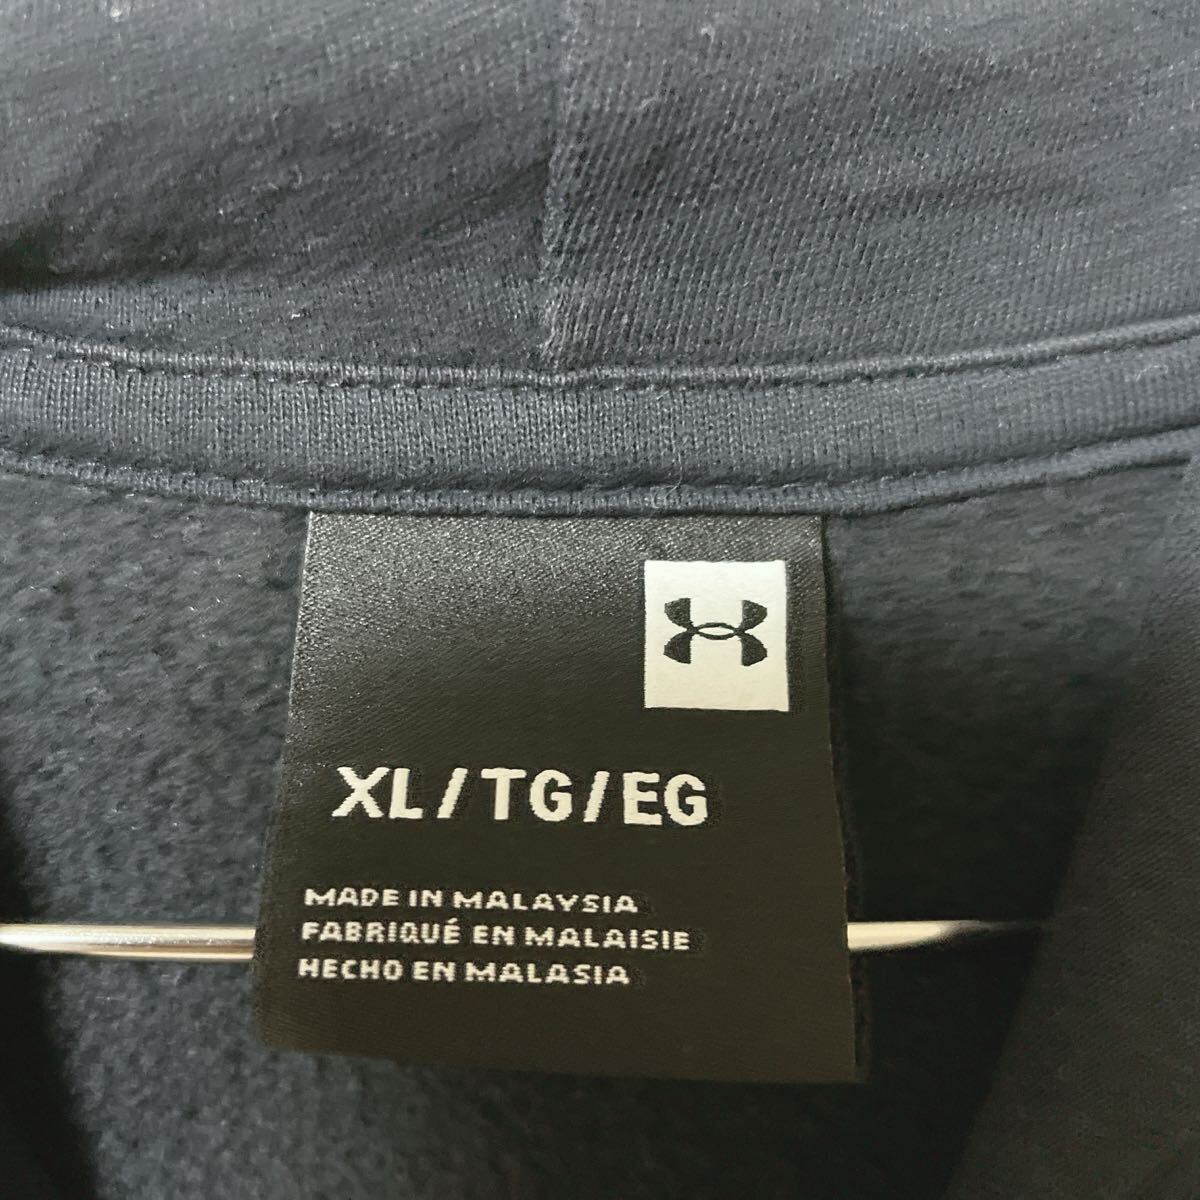 XL/TG/EG
MADE IN MALAYSIA
FABRIQUÉ EN MALAISIE
HECHO EN MALASIA